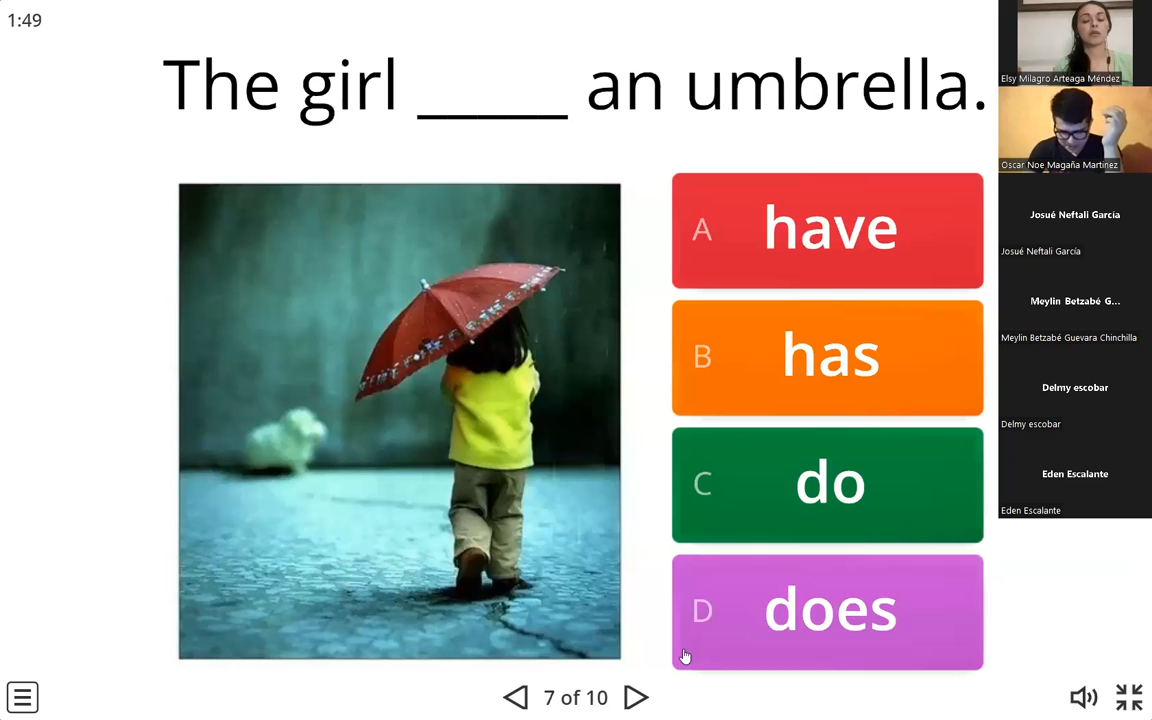 1:49
The girl _____ an umbrella.
A have
B has
C do
D does
7 of 10
Elsy Milagro Arteaga Méndez
Oscar Noe Magaña Martinez
Josué Neftali García
Josué Neftali García
Meylin Betzabé G...
Meylin Betzabé Guevara Chinchilla
Delmy escobar
Delmy escobar
Eden Escalante
Eden Escalante